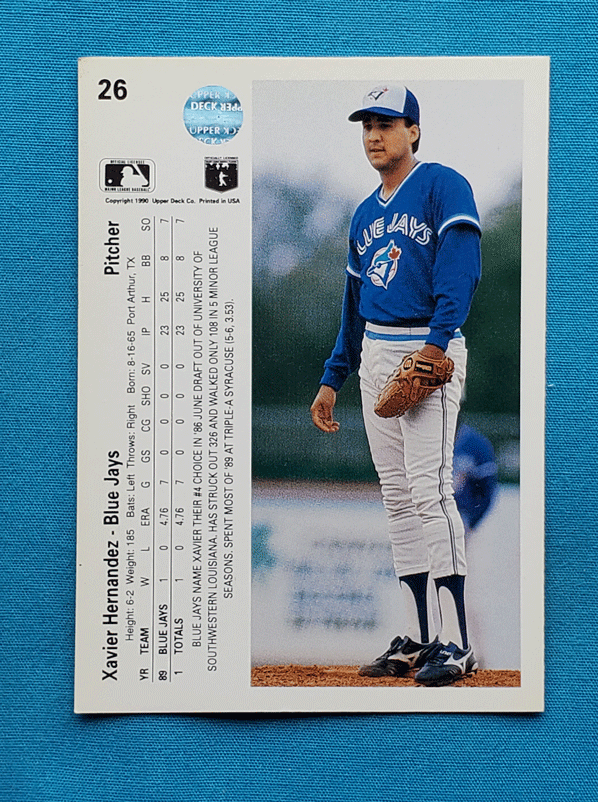 26
UPPER DECK
UPPER DECK
OFFICIAL LICENSEE
MAJOR LEAGUE BASEBALL
Copyright 1990 Upper Deck Co. Printed in USA
Xavier Hernandez - Blue Jays Pitcher
Height: 6-2 Weight: 185 Bats: Left Throws: Right Born: 8-16-65 Port Arthur, TX
YR TEAM W L ERA G GS CG SHO SV IP H BB SO
89 BLUE JAYS 1 0 4.76 7 0 0 0 0 23 25 8 7
1 TOTALS 1 0 4.76 7 0 0 0 0 23 25 8 7
BLUE JAYS NAME XAVIER THEIR #4 CHOICE IN '86 JUNE DRAFT OUT OF UNIVERSITY OF
SOUTHWESTERN LOUISIANA. HAS STRUCK OUT 326 AND WALKED ONLY 108 IN 5 MINOR LEAGUE
SEASONS. SPENT MOST OF '89 AT TRIPLE-A SYRACUSE (5-6, 3.53).
BLUE JAYS